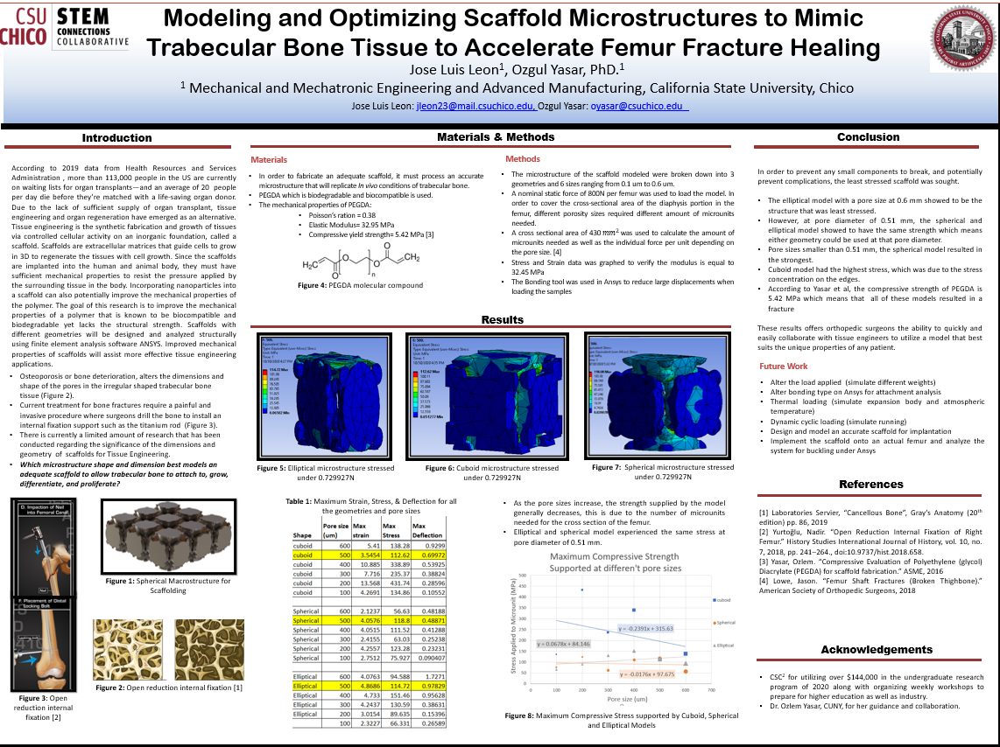 CSU
CHICO
STEM
CONNECTIONS
COLLABORATIVE
Modeling and Optimizing Scaffold Microstructures to Mimic
Trabecular Bone Tissue to Accelerate Femur Fracture Healing
Jose Luis Leon1, Ozgul Yasar, PhD.1
1 Mechanical and Mechatronic Engineering and Advanced Manufacturing, California State University, Chico
Jose Luis Leon: jleon23@mail.csuchico.edu, Ozgul Yasar: oyasar@csuchico.edu
Introduction
According to 2019 data from Health Resources and Services
Administration , more than 113,000 people in the US are currently
on waiting lists for organ transplants—and an average of 20 people
per day die before they're matched with a life-saving organ donor.
Due to the lack of sufficient supply of organ transplant, tissue
engineering and organ regeneration have emerged as an alternative.
Tissue engineering is the synthetic fabrication and growth of tissues
via controlled cellular activity on an inorganic foundation, called a
scaffold. Scaffolds are extracellular matrices that guide cells to grow
in 3D to regenerate the tissues with cell growth. Since the scaffolds
are implanted into the human and animal body, they must have
sufficient mechanical properties to resist the pressure applied by
the surrounding tissue in the body. Incorporating nanoparticles into
a scaffold can also potentially improve the mechanical properties of
the polymer. The goal of this research is to improve the mechanical
properties of a polymer that is known to be biocompatible and
biodegradable yet lacks the structural strength. Scaffolds with
different geometries will be designed and analyzed structurally
using finite element analysis software ANSYS. Improved mechanical
properties of scaffolds will assist more effective tissue engineering
applications.
• Osteoporosis or bone deterioration, alters the dimensions and
shape of the pores in the irregular shaped trabecular bone
tissue (Figure 2).
• Current treatment for bone fractures require a painful and
invasive procedure where surgeons drill the bone to install an
internal fixation support such as the titanium rod (Figure 3).
• There is currently a limited amount of research that has been
conducted regarding the significance of the dimensions and
geometry of scaffolds for Tissue Engineering.
• Which microstructure shape and dimension best models an
adequate scaffold to allow trabecular bone to attach to, grow,
differentiate, and proliferate?
D. Impaction of Nail
into Femoral Canal
F. Placement of Distal
Locking Bolt
Figure 3: Open
reduction internal
fixation [2]
Figure 1: Spherical Macrostructure for
Scaffolding
Figure 2: Open reduction internal fixation [1]
Materials & Methods
Materials
• In order to fabricate an adequate scaffold, it must process an accurate
microstructure that will replicate In vivo conditions of trabecular bone.
• PEGDA which is biodegradable and biocompatible is used.
• The mechanical properties of PEGDA:
• Poisson's ration = 0.38
• Elastic Modulus= 32.95 MPa
• Compressive yield strength= 5.42 MPa [3]
H2C
O
O
O
CH2
n
Figure 4: PEGDA molecular compound
Methods
• The microstructure of the scaffold modeled were broken down into 3
geometries and 6 sizes ranging from 0.1 um to 0.6 um.
• A nominal static force of 800N per femur was used to load the model. In
order to cover the cross-sectional area of the diaphysis portion in the
femur, different porosity sizes required different amount of microunits
needed.
• A cross sectional area of 430 mm2 was used to calculate the amount of
microunits needed as well as the individual force per unit depending on
the pore size. [4]
• Stress and Strain data was graphed to verify the modulus is equal to
32.45 MPa
• The Bonding tool was used in Ansys to reduce large displacements when
loading the samples
Results
Figure 5: Elliptical microstructure stressed
under 0.729927N
Figure 6: Cuboid microstructure stressed
under 0.729927N
Figure 7: Spherical microstructure stressed
under 0.729927N
Table 1: Maximum Strain, Stress, & Deflection for all
the geometries and pore sizes
Shape Pore size (um) Max strain Max Stress Max Deflection
cuboid 600 5.41 138.28 0.9299
cuboid 500 3.5454 112.62 0.69972
cuboid 400 10.885 338.89 0.53925
cuboid 300 7.716 235.37 0.38824
cuboid 200 13.568 431.74 0.28596
cuboid 100 4.2691 134.86 0.10552
Spherical 600 2.1237 56.63 0.48188
Spherical 500 4.0576 118.8 0.48871
Spherical 400 4.0515 111.52 0.41288
Spherical 300 2.4155 63.03 0.25238
Spherical 200 4.2557 123.28 0.23231
Spherical 100 2.7512 75.927 0.090407
Elliptical 600 4.0763 94.588 1.7271
Elliptical 500 4.8686 114.72 0.97829
Elliptical 400 4.733 151.46 0.95628
Elliptical 300 4.2437 130.59 0.38631
Elliptical 200 3.0154 89.635 0.15396
100 2.3227 66.331 0.26589
• As the pore sizes increase, the strength supplied by the model
generally decreases, this is due to the number of microunits
needed for the cross section of the femur.
• Elliptical and spherical model experienced the same stress at
pore diameter of 0.51 mm.
Maximum Compressive Strength
Supported at differen't pore sizes
Stress Applied to Microunit (MPa)
500
450
400
350
300
250
200
150
100
50
0
0 100 200 300 400 500 600 700
Pore size (um)
y = -0.2391x + 315.63
y = 0.0678x + 84.146
y = -0.0176x + 97.675
cuboid
Spherical
Elliptical
Figure 8: Maximum Compressive Stress supported by Cuboid, Spherical
and Elliptical Models
Conclusion
In order to prevent any small components to break, and potentially
prevent complications, the least stressed scaffold was sought.
• The elliptical model with a pore size at 0.6 mm showed to be the
structure that was least stressed.
• However, at pore diameter of 0.51 mm, the spherical and
elliptical model showed to have the same strength which means
either geometry could be used at that pore diameter.
• Pore sizes smaller than 0.51 mm, the spherical model resulted in
the strongest.
• Cuboid model had the highest stress, which was due to the stress
concentration on the edges.
• According to Yasar et al, the compressive strength of PEGDA is
5.42 MPa which means that all of these models resulted in a
fracture
These results offers orthopedic surgeons the ability to quickly and
easily collaborate with tissue engineers to utilize a model that best
suits the unique properties of any patient.
Future Work
• Alter the load applied (simulate different weights)
• Alter bonding type on Ansys for attachment analysis
• Thermal loading (simulate expansion body and atmospheric
temperature)
• Dynamic cyclic loading (simulate running)
• Design and model an accurate scaffold for implantation
• Implement the scaffold onto an actual femur and analyze the
system for buckling under Ansys
References
[1] Laboratories Servier, "Cancellous Bone", Gray's Anatomy (20th
edition) pp. 86, 2019
[2] Yurtoğlu, Nadir. "Open Reduction Internal Fixation of Right
Femur." History Studies International Journal of History, vol. 10, no.
7, 2018, pp. 241–264., doi:10.9737/hist.2018.658.
[3] Yasar, Ozlem. "Compressive Evaluation of Polyethylene (glycol)
Diacrylate (PEGDA) for scaffold fabrication." ASME, 2016
[4] Lowe, Jason. "Femur Shaft Fractures (Broken Thighbone)."
American Society of Orthopedic Surgeons, 2018
Acknowledgements
• CSC2 for utilizing over $144,000 in the undergraduate research
program of 2020 along with organizing weekly workshops to
prepare for higher education as well as industry.
• Dr. Ozlem Yasar, CUNY, for her guidance and collaboration.